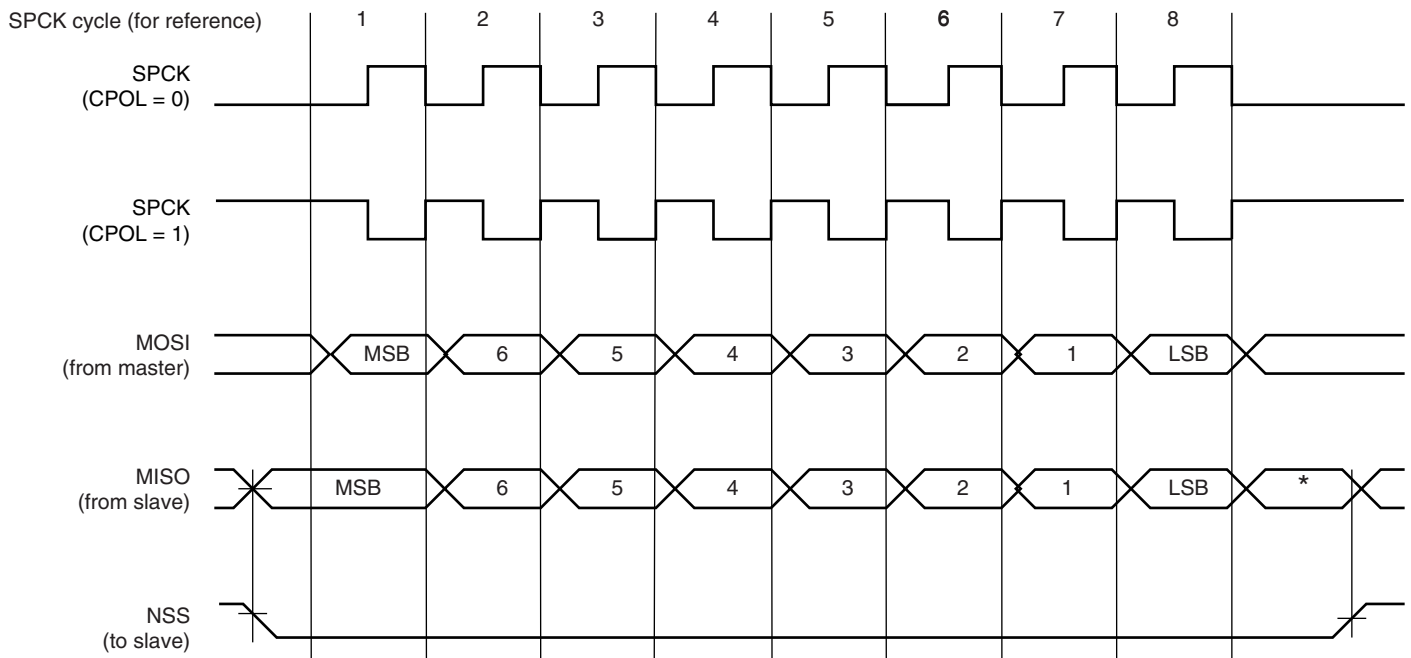 SPCK cycle (for reference) 1 2 3 4 5 6 7 8
SPCK
(CPOL = 0)
SPCK
(CPOL = 1)
MOSI
(from master)
MSB 6 5 4 3 2 1 LSB
MISO
(from slave)
MSB 6 5 4 3 2 1 LSB *
NSS
(to slave)